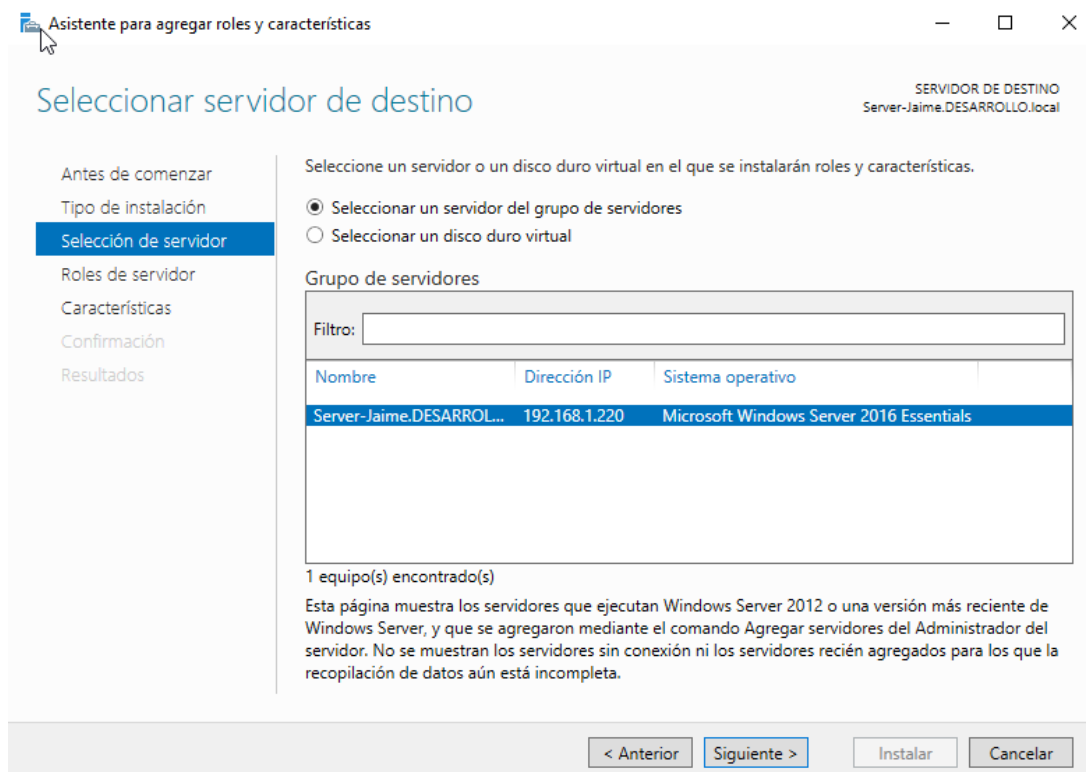 Asistente para agregar roles y características
Seleccionar servidor de destino
SERVIDOR DE DESTINO
Server-Jaime.DESARROLLO.local
Antes de comenzar
Tipo de instalación
Selección de servidor
Roles de servidor
Características
Confirmación
Resultados
Seleccione un servidor o un disco duro virtual en el que se instalarán roles y características.
Seleccionar un servidor del grupo de servidores
Seleccionar un disco duro virtual
Grupo de servidores
Filtro:
Nombre Dirección IP Sistema operativo
Server-Jaime.DESARROL... 192.168.1.220 Microsoft Windows Server 2016 Essentials
1 equipo(s) encontrado(s)
Esta página muestra los servidores que ejecutan Windows Server 2012 o una versión más reciente de
Windows Server, y que se agregaron mediante el comando Agregar servidores del Administrador del
servidor. No se muestran los servidores sin conexión ni los servidores recién agregados para los que la
recopilación de datos aún está incompleta.
< Anterior Siguiente > Instalar Cancelar